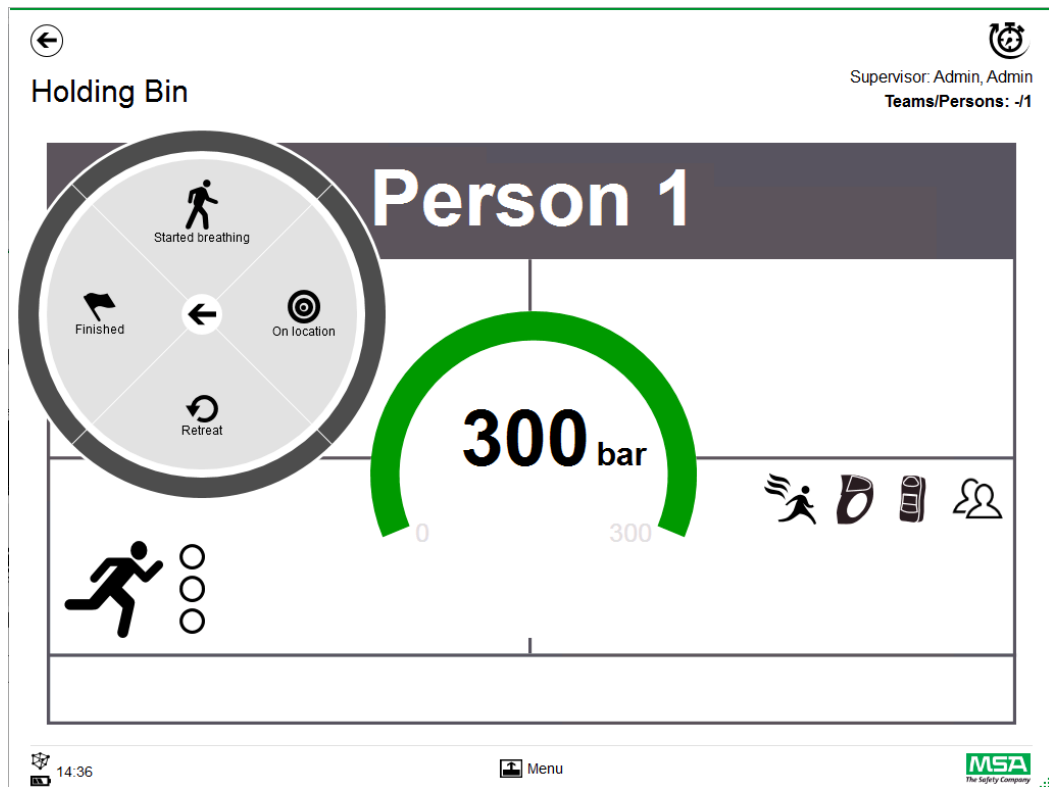 Holding Bin
Supervisor: Admin, Admin
Teams/Persons: -/1
Person 1
Started breathing
Finished
On location
Retreat
300 bar
0
300
14:36
Menu
MSA
The Safety Company